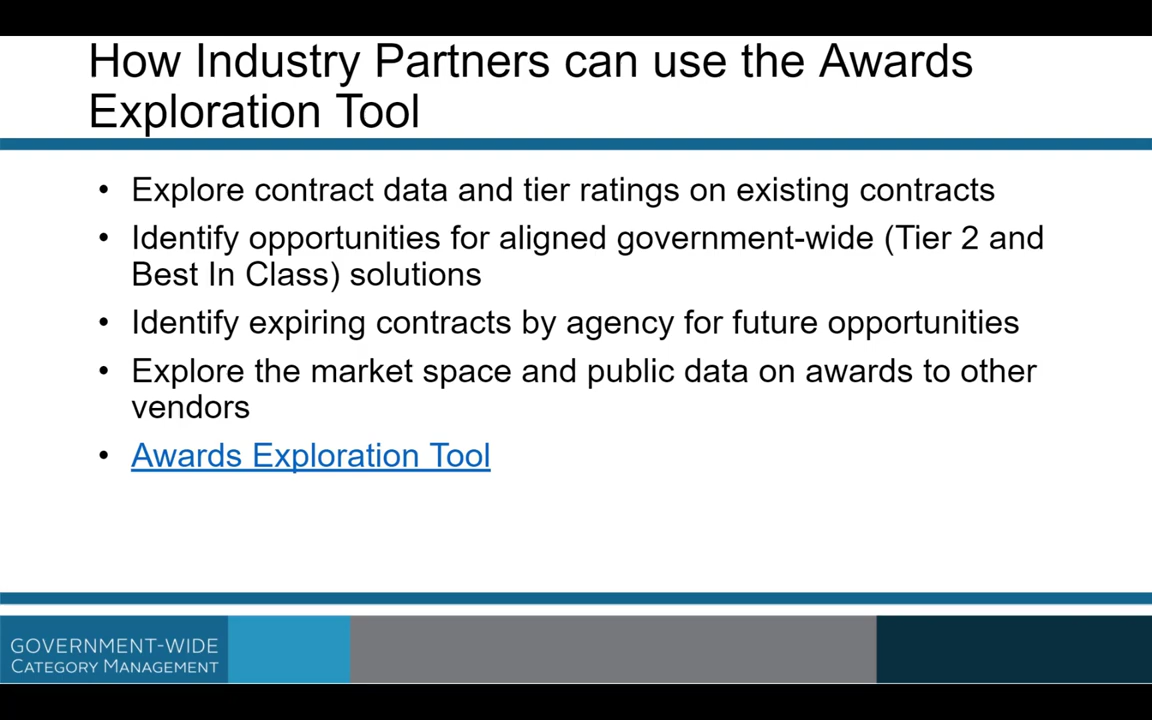 How Industry Partners can use the Awards
Exploration Tool
• Explore contract data and tier ratings on existing contracts
• Identify opportunities for aligned government-wide (Tier 2 and
Best In Class) solutions
• Identify expiring contracts by agency for future opportunities
• Explore the market space and public data on awards to other
vendors
• Awards Exploration Tool
GOVERNMENT-WIDE
CATEGORY MANAGEMENT